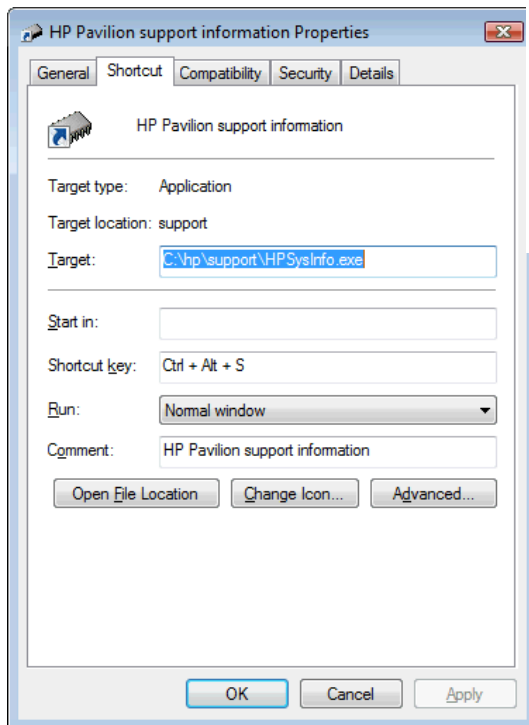 HP Pavilion support information Properties
General Shortcut Compatibility Security Details
HP Pavilion support information
Target type: Application
Target location: support
Target: C:\hp\support\HPSysInfo.exe
Start in:
Shortcut key: Ctrl + Alt + S
Run: Normal window
Comment: HP Pavilion support information
Open File Location Change Icon... Advanced...
OK Cancel Apply